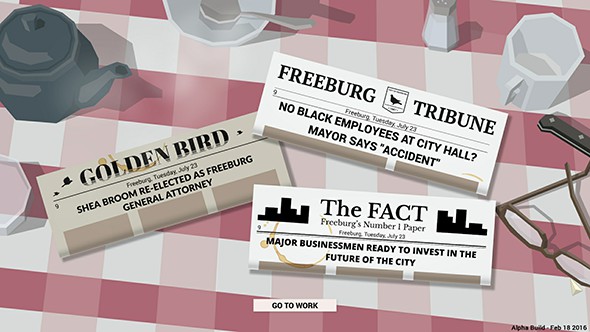 FREEBURG TRIBUNE
9
Freeburg, Tuesday, July 23
NO BLACK EMPLOYEES AT CITY HALL?
MAYOR SAYS "ACCIDENT"
GOLDEN BIRD
Freeburg, Tuesday, July 23
9
SHEA BROOM RE-ELECTED AS FREEBURG
GENERAL ATTORNEY
The FACT
Freeburg's Number 1 Paper
9
Freeburg, Tuesday, July 23
MAJOR BUSINESSMEN READY TO INVEST IN THE
FUTURE OF THE CITY
GO TO WORK
Alpha Build - Feb 18 2016